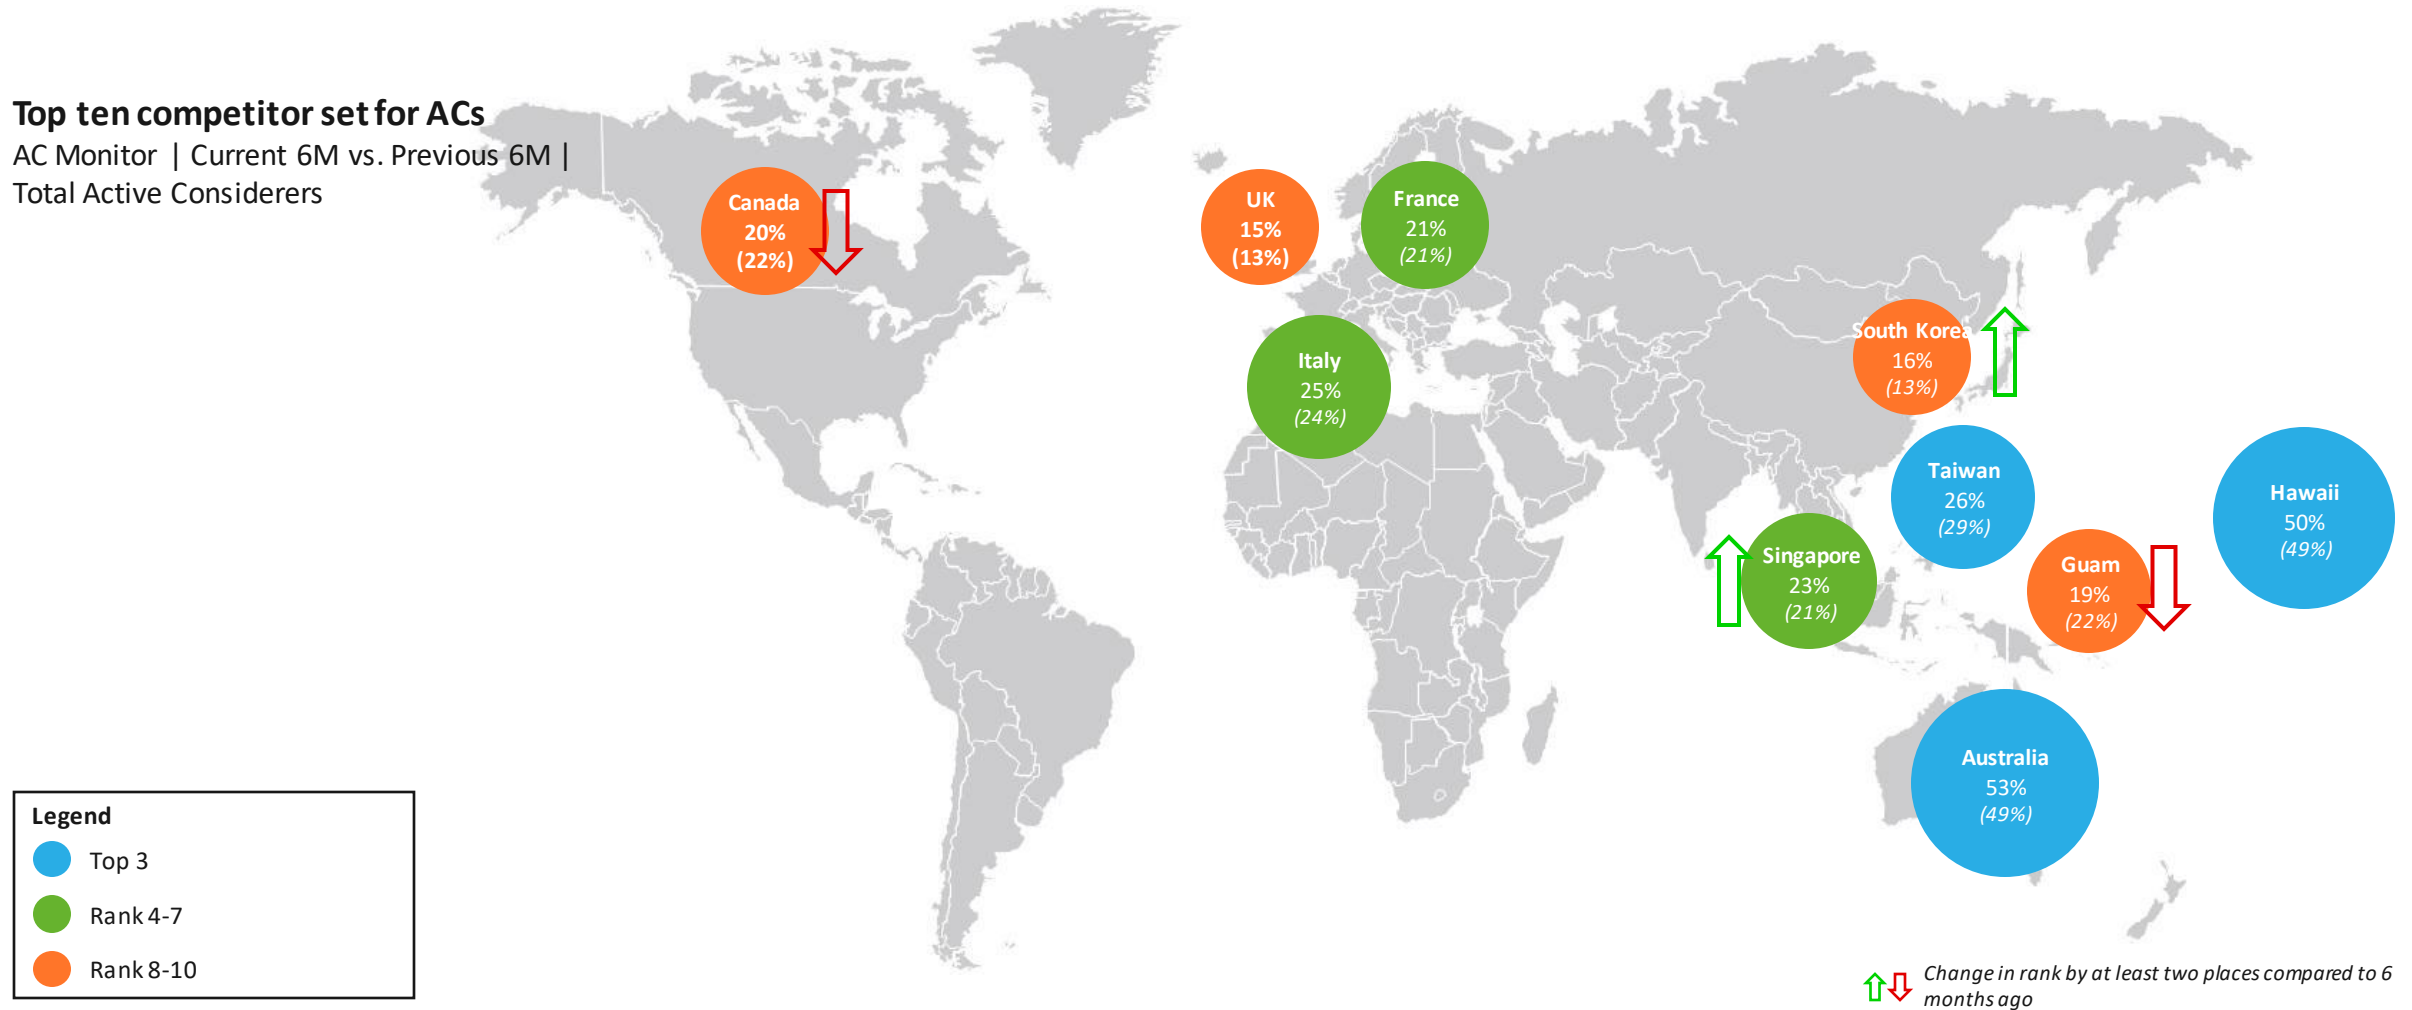 Top ten competitor set for ACs
AC Monitor | Current 6M vs. Previous 6M |
Total Active Considerers
Canada
20%
(22%)
UK
15%
(13%)
France
21%
(21%)
Italy
25%
(24%)
South Korea
16%
(13%)
Taiwan
26%
(29%)
Hawaii
50%
(49%)
Singapore
23%
(21%)
Guam
19%
(22%)
Australia
53%
(49%)
Legend
Top 3
Rank 4-7
Rank 8-10
Change in rank by at least two places compared to 6
months ago